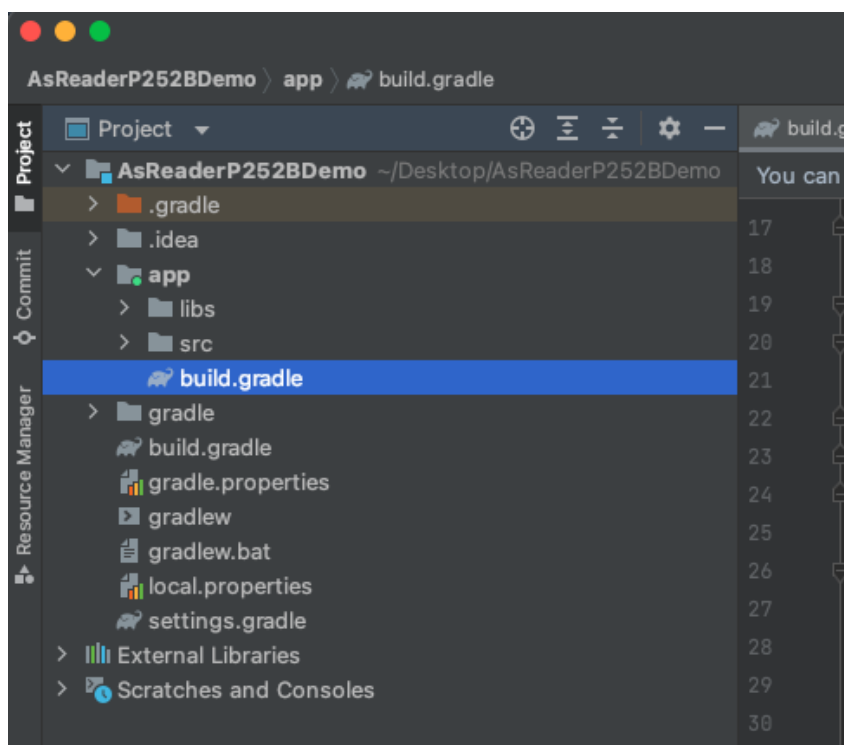 AsReaderP252BDemo 〉 app 〉 build.gradle
Project
build.g
Project
AsReaderP252BDemo ~/Desktop/AsReaderP252BDemo
You can
.gradle
.idea
app
libs
src
build.gradle
gradle
build.gradle
gradle.properties
gradlew
gradlew.bat
local.properties
settings.gradle
External Libraries
Scratches and Consoles
Commit
Resource Manager
17
18
19
20
21
22
23
24
25
26
27
28
29
30